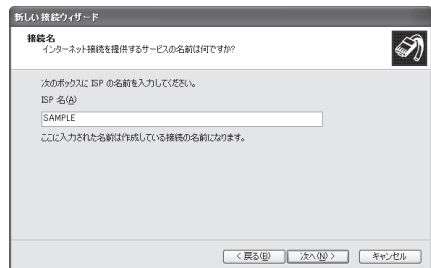 新しい接続ウィザード
接続名
インターネット接続を提供するサービスの名前は何ですか?
次のボックスに ISP の名前を入力してください。
ISP 名(A)
SAMPLE
ここに入力された名前は作成している接続の名前になります。
< 戻る(B)
次へ(N) >
キャンセル